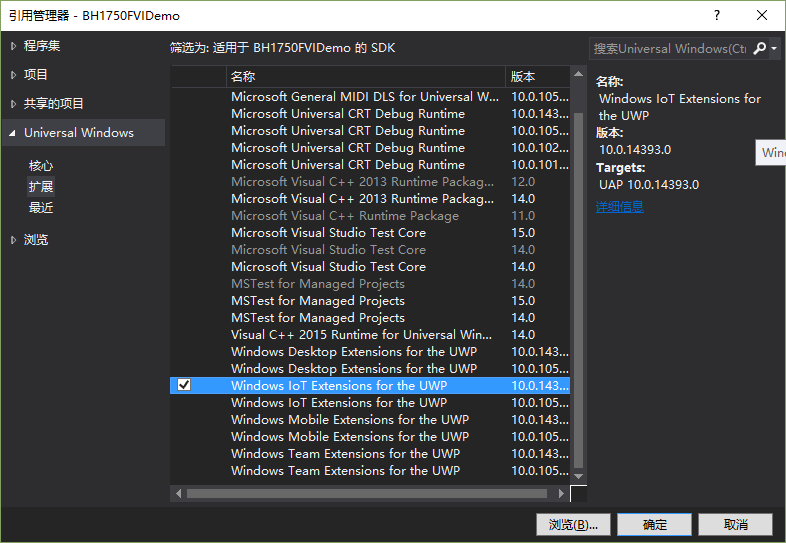 引用管理器 - BH1750FVIDemo
程序集
项目
共享的项目
Universal Windows
核心
扩展
最近
浏览
筛选为: 适用于 BH1750FVIDemo 的 SDK
名称 版本
Microsoft General MIDI DLS for Universal W... 10.0.105...
Microsoft Universal CRT Debug Runtime 10.0.143...
Microsoft Universal CRT Debug Runtime 10.0.105...
Microsoft Universal CRT Debug Runtime 10.0.102...
Microsoft Universal CRT Debug Runtime 10.0.101...
Microsoft Visual C++ 2013 Runtime Packag... 12.0
Microsoft Visual C++ 2013 Runtime Packag... 14.0
Microsoft Visual C++ Runtime Package 11.0
Microsoft Visual Studio Test Core 15.0
Microsoft Visual Studio Test Core 14.0
Microsoft Visual Studio Test Core 14.0
MSTest for Managed Projects 14.0
MSTest for Managed Projects 15.0
MSTest for Managed Projects 14.0
Visual C++ 2015 Runtime for Universal Win... 14.0
Windows Desktop Extensions for the UWP 10.0.143...
Windows Desktop Extensions for the UWP 10.0.105...
Windows IoT Extensions for the UWP 10.0.143...
Windows IoT Extensions for the UWP 10.0.105...
Windows Mobile Extensions for the UWP 10.0.143...
Windows Mobile Extensions for the UWP 10.0.105...
Windows Team Extensions for the UWP 10.0.143...
Windows Team Extensions for the UWP 10.0.105...
搜索Universal Windows(Ctr
名称:
Windows IoT Extensions for
the UWP
版本:
10.0.14393.0
Wind
Targets:
UAP 10.0.14393.0
详细信息
浏览(B)...
确定
取消